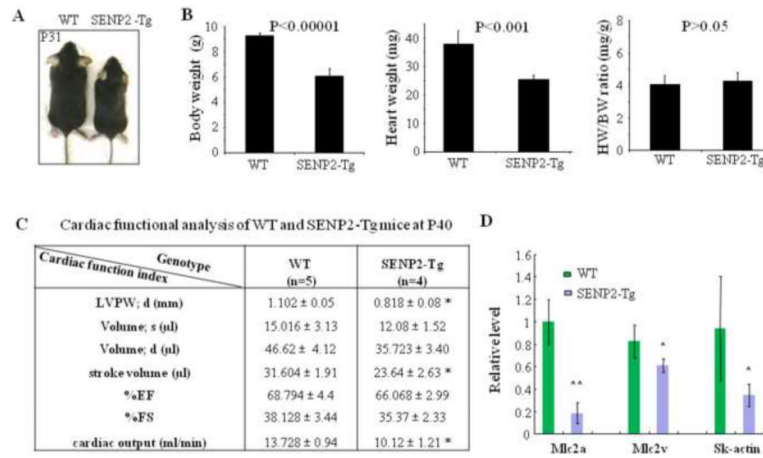 A
WT SENP2 -Tg
P31
B
P<0.00001
Body weight (g)
12
10
8
6
4
2
0
WT SENP2-Tg
P<0.001
Heart weight (mg)
40
30
20
10
0
WT SENP2-Tg
P>0.05
HW/BW ratio (mg/g)
8
6
4
2
0
WT SENP2-Tg
C Cardiac functional analysis of WT and SENP2-Tg mice at P40
Genotype
Cardiac function index
WT
(n=5)
SENP2-Tg
(n=4)
LVPW; d (mm) 1.102 ± 0.05 0.818 ± 0.08 *
Volume; s (µl) 15.016 ± 3.13 12.08 ± 1.52
Volume; d (µl) 46.62 ± 4.12 35.723 ± 3.40
stroke volume (µl) 31.604 ± 1.91 23.64 ± 2.63 *
%EF 68.794 ± 4.4 66.068 ± 2.99
%FS 38.128 ± 3.44 35.37 ± 2.33
cardiac output (ml/min) 13.728 ± 0.94 10.12 ± 1.21 *
D
Relative level
1.6
1.4
1.2
1
0.8
0.6
0.4
0.2
0
WT
SENP2-Tg
^^
^
^
Mlc2a Mlc2v Sk-actin